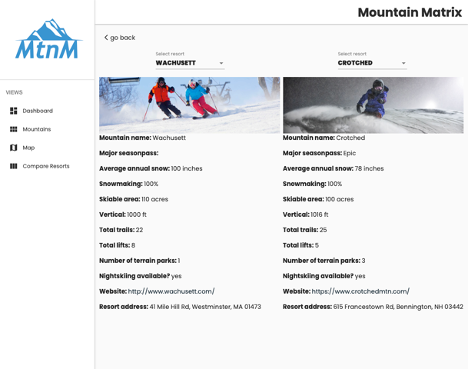 Mountain Matrix
MtnM
VIEWS
Dashboard
Mountains
Map
Compare Resorts
go back
Select resort
WACHUSETT
Mountain name: Wachusett
Major seasonpass:
Average annual snow: 100 inches
Snowmaking: 100%
Skiable area: 110 acres
Vertical: 1000 ft
Total trails: 22
Total lifts: 8
Number of terrain parks: 1
Nightskiing available? yes
Website: http://www.wachusett.com/
Resort address: 41 Mile Hill Rd, Westminster, MA 01473
Select resort
CROTCHED
Mountain name: Crotched
Major seasonpass: Epic
Average annual snow: 78 inches
Snowmaking: 100%
Skiable area: 100 acres
Vertical: 1016 ft
Total trails: 25
Total lifts: 5
Number of terrain parks: 3
Nightskiing available? yes
Website: https://www.crotchedmtn.com/
Resort address: 615 Francestown Rd, Bennington, NH 03442